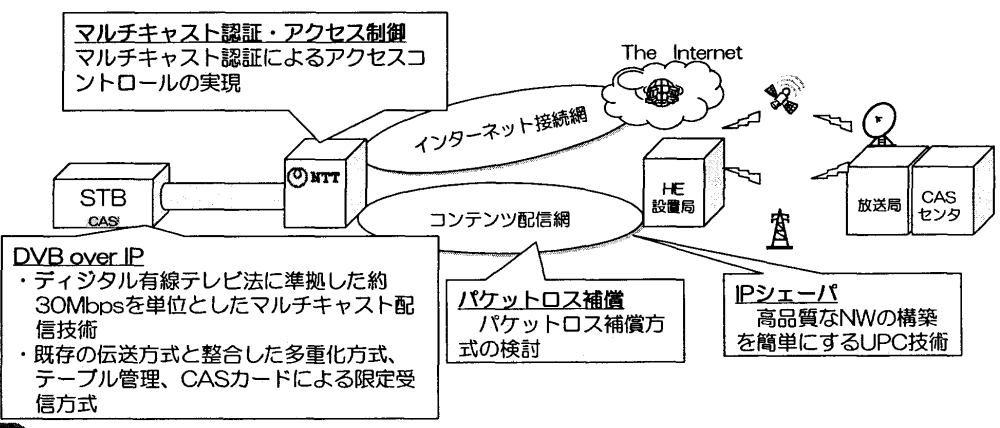 マルチキャスト認証・アクセス制御
マルチキャスト認証によるアクセスコ
ントロールの実現
The Internet
インターネット接続網
NTT
STB
CAS
HE
設置局
放送局
CAS
センタ
コンテンツ配信網
DVB over IP
・ディジタル有線テレビ法に準拠した約
30Mbpsを単位としたマルチキャスト配
信技術
・既存の伝送方式と整合した多重化方式、
テーブル管理、CASカードによる限定受
信方式
パケットロス補償
パケットロス補償方
式の検討
IPシェーパ
高品質なNWの構築
を簡単にするUPC技術